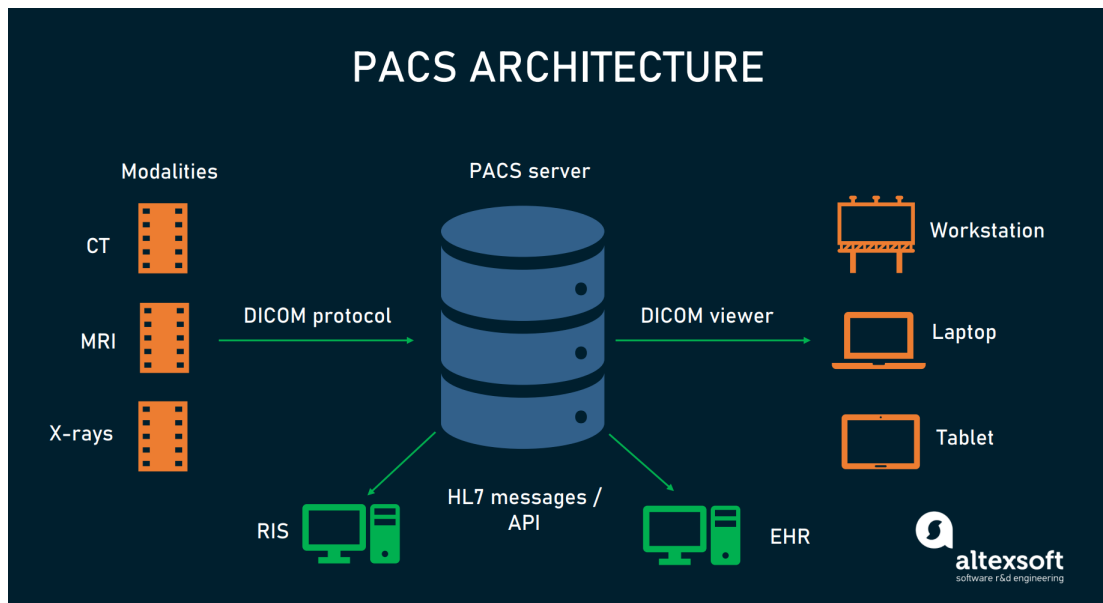 PACS ARCHITECTURE
Modalities
CT
MRI
X-rays
DICOM protocol
PACS server
DICOM viewer
Workstation
Laptop
Tablet
HL7 messages /
API
RIS
EHR
altexsoft
software r&d engineering